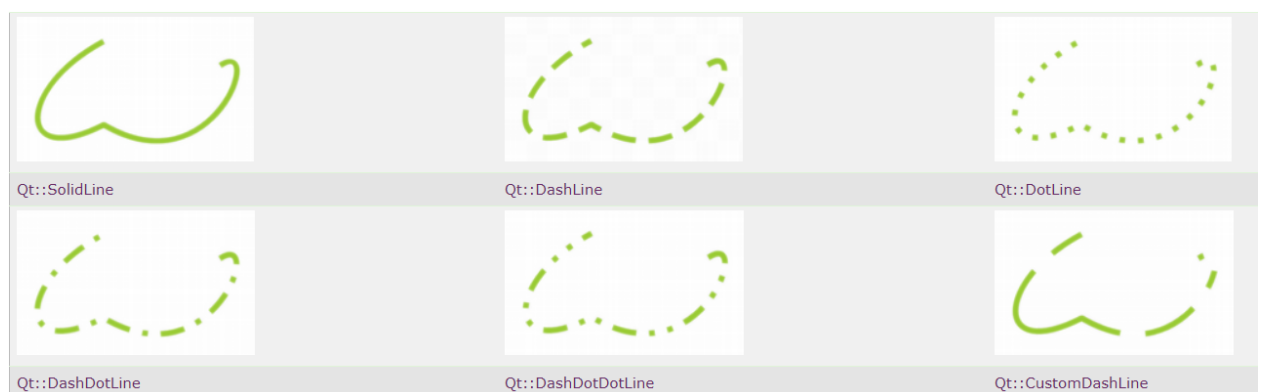 Qt::SolidLine
Qt::DashLine
Qt::DotLine
Qt::DashDotLine
Qt::DashDotDotLine
Qt::CustomDashLine